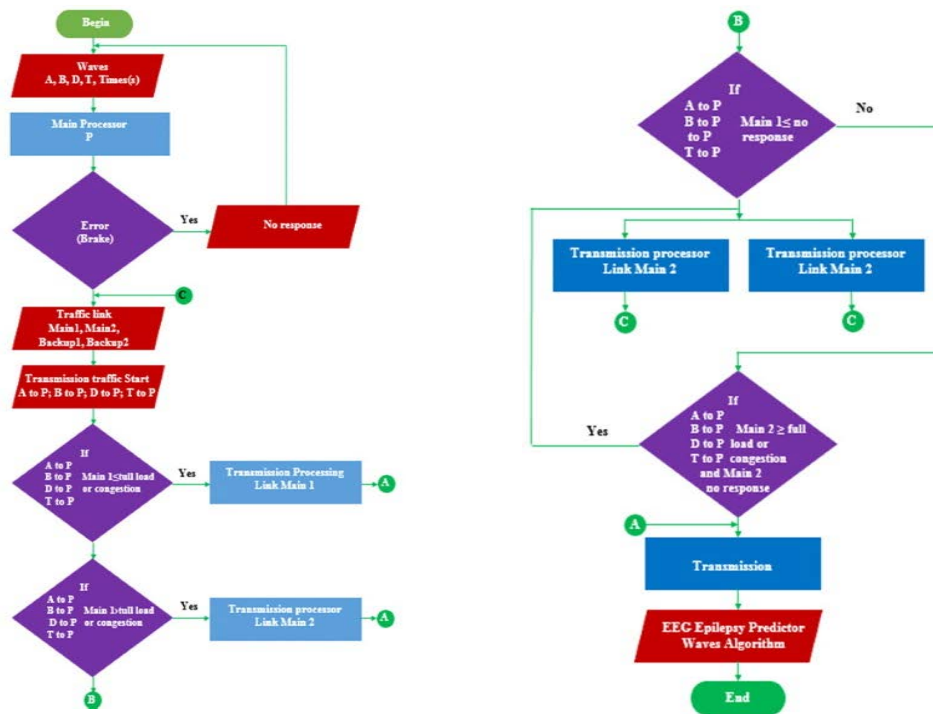 Begin
Waves
A, B, D, T, Times(s)
Main Processor
P
Error
(Brake)
Yes
No response
C
Traffic link
Main1, Main2,
Backup1, Backup2
Transmission traffic Start
A to P; B to P; D to P; T to P
If
A to P
B to P Main 1≤full load
D to P or congestion
T to P
Yes
Transmission Processing
Link Main 1
A
If
A to P
B to P Main 1>full load
D to P or congestion
T to P
Yes
Transmission processor
Link Main 2
A
B
B
If
A to P
B to P Main 1≤ no
to P response
T to P
No
Transmission processor
Link Main 2
Transmission processor
Link Main 2
C
C
If
A to P
B to P Main 2 ≥ full
D to P load or
T to P congestion
and Main 2
no response
Yes
A
Transmission
EEG Epilepsy Predictor
Waves Algorithm
End